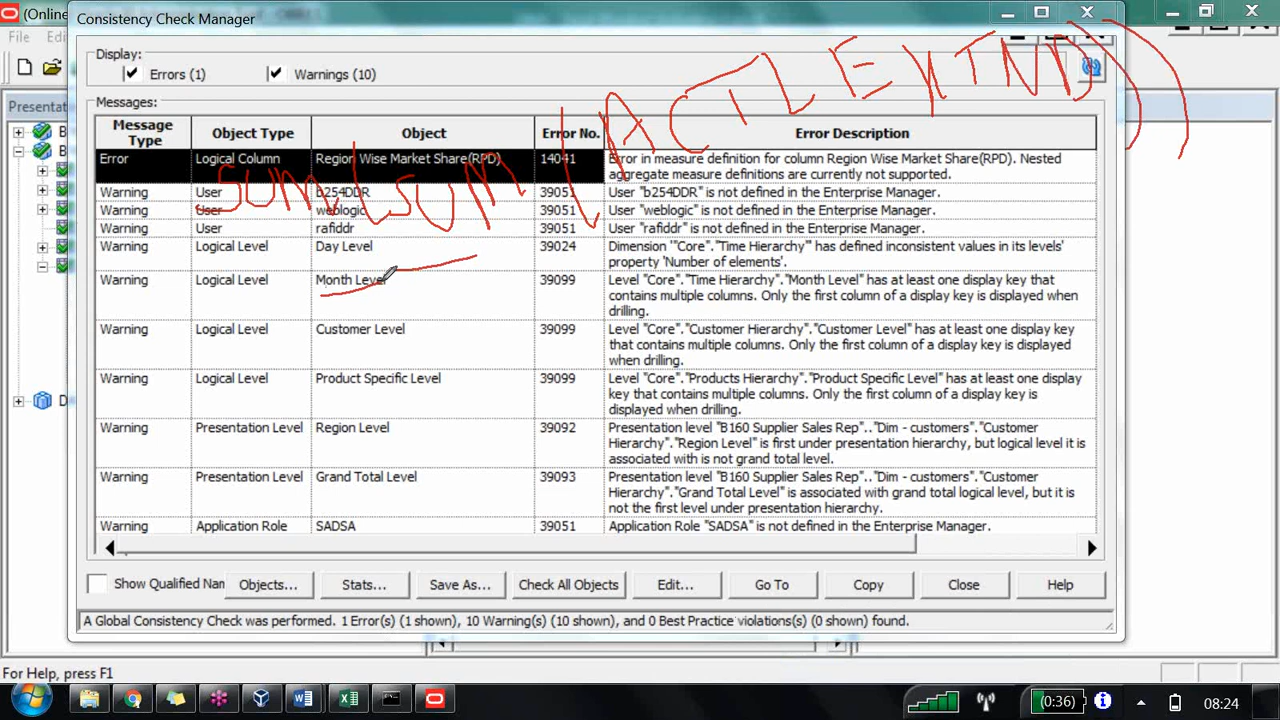 (Online
Consistency Check Manager
File Edi
Display:
Errors (1) Warnings (10)
Presentat
Messages:
Message Type Object Type Object Error No. Error Description
Error Logical Column Region Wise Market Share(RPD) 14041 Error in measure definition for column Region Wise Market Share(RPD). Nested
aggregate measure definitions are currently not supported.
Warning User b254DDR 39051 User "b254DDR" is not defined in the Enterprise Manager.
Warning User weblogic 39051 User "weblogic" is not defined in the Enterprise Manager.
Warning User rafiddr 39051 User "rafiddr" is not defined in the Enterprise Manager.
Warning Logical Level Day Level 39024 Dimension '"Core"."Time Hierarchy"' has defined inconsistent values in its levels'
property 'Number of elements'.
Warning Logical Level Month Level 39099 Level "Core"."Time Hierarchy"."Month Level" has at least one display key that
contains multiple columns. Only the first column of a display key is displayed when
drilling.
Warning Logical Level Customer Level 39099 Level "Core"."Customer Hierarchy"."Customer Level" has at least one display key
that contains multiple columns. Only the first column of a display key is displayed
when drilling.
Warning Logical Level Product Specific Level 39099 Level "Core"."Products Hierarchy"."Product Specific Level" has at least one display
key that contains multiple columns. Only the first column of a display key is
displayed when drilling.
Warning Presentation Level Region Level 39092 Presentation level "B160 Supplier Sales Rep".."Dim - customers"."Customer
Hierarchy"."Region Level" is first under presentation hierarchy, but logical level it is
associated with is not grand total level.
Warning Presentation Level Grand Total Level 39093 Presentation level "B160 Supplier Sales Rep".."Dim - customers"."Customer
Hierarchy"."Grand Total Level" is associated with grand total logical level, but it is
not the first level under presentation hierarchy.
Warning Application Role SADSA 39051 Application Role "SADSA" is not defined in the Enterprise Manager.
Show Qualified Nam Objects... Stats... Save As... Check All Objects Edit... Go To Copy Close Help
A Global Consistency Check was performed. 1 Error(s) (1 shown), 10 Warning(s) (10 shown), and 0 Best Practice violations(s) (0 shown) found.
For Help, press F1
(0:36) 08:24
SUM (SUM